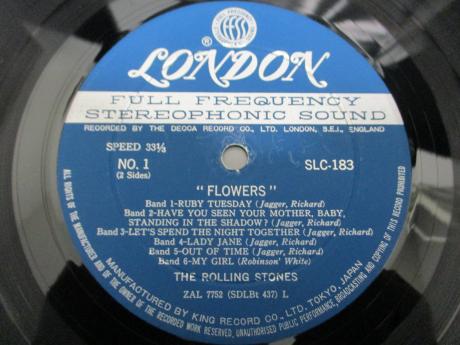 LONDON
®
FULL FREQUENCY
STEREOPHONIC SOUND
RECORDED BY THE DECCA RECORD CO., LTD. LONDON, S.E.I., ENGLAND
SPEED 33⅓
NO. 1
(2 Sides)
SLC-183
"FLOWERS"
Band 1-RUBY TUESDAY (Jagger, Richard)
Band 2-HAVE YOU SEEN YOUR MOTHER, BABY,
STANDING IN THE SHADOW? (Jagger, Richard)
Band 3-LET'S SPEND THE NIGHT TOGETHER (Jagger, Richard)
Band 4-LADY JANE (Jagger, Richard)
Band 5-OUT OF TIME (Jagger, Richard)
Band 6-MY GIRL (Robinson' White)
THE ROLLING STONES
ZAL 7752 (SDLBt 437) L
MANUFACTURED BY KING RECORD CO., LTD. TOKYO, JAPAN
ALL RIGHTS OF THE MANUFACTURER AND OF THE OWNER OF THE RECORDED WORK RESERVED, UNAUTHORISED PUBLIC PERFORMANCE, BROADCASTING AND COPYING OF THIS RECORD PROHIBITED